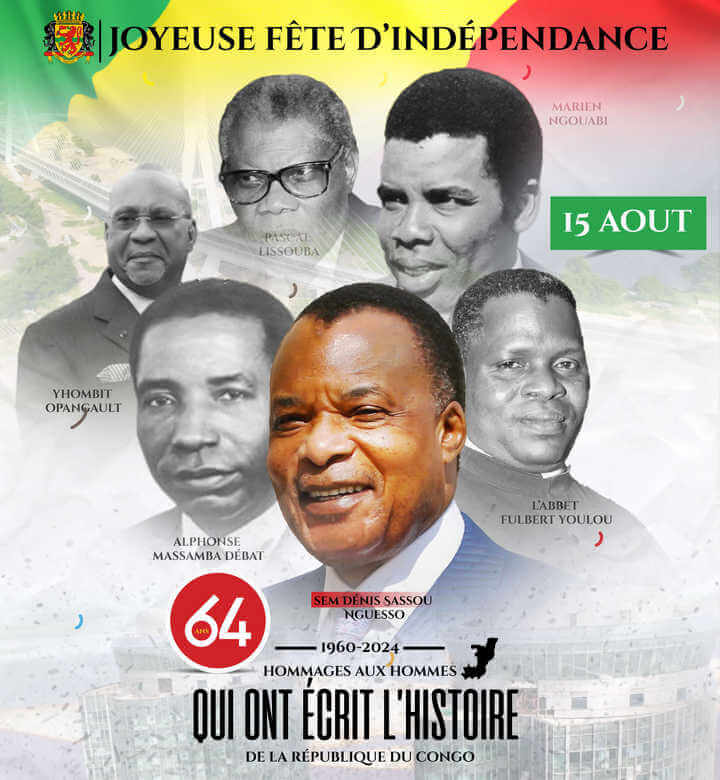 JOYEUSE FÊTE D'INDÉPENDANCE
MARIEN
NGOUABI
15 AOUT
PASCAL
LISSOUBA
YHOMBIT
OPANGAULT
L'ABBET
FULBERT YOULOU
ALPHONSE
MASSAMBA DÉBAT
SEM DÉNIS SASSOU
NGUESSO
64
ANS
1960-2024
HOMMAGES AUX HOMMES
QUI ONT ÉCRIT L'HISTOIRE
DE LA RÉPUBLIQUE DU CONGO